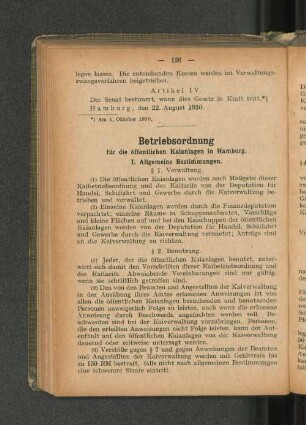 — 126 —
legen lassen. Die entstehenden Kosten werden im Verwaltungs-
zwangsverfahren beigetrieben.
Artikel IV.
Der Senat bestimmt, wann dies Gesetz in Kraft tritt.*)
Hamburg, den 22. August 1930.
*) Am 1. Oktober 1930.
Betriebsordnung
für die öffentlichen Kaianlagen in Hamburg.
I. Allgemeine Bestimmungen.
§ 1. Verwaltung.
(1) Die öffentlichen Kaianlagen werden nach Maßgabe dieser
Kaibetriebsordnung und des Kaitarifs von der Deputation für
Handel, Schiffahrt und Gewerbe durch die Kaiverwaltung be-
trieben und verwaltet.
(2) Einzelne Kaianlagen werden durch die Finanzdeputation
verpachtet; einzelne Räume in Schuppenanbauten, Vorschläge
und kleine Flächen auf und bei den Kaischuppen der öffentlichen
Kaianlagen werden von der Deputation für Handel, Schiffahrt
und Gewerbe durch die Kaiverwaltung vermietet; Anträge sind
an die Kaiverwaltung zu richten.
§ 2. Benutzung.
(1) Jeder, der die öffentlichen Kaianlagen benutzt, unter-
wirft sich damit den Vorschriften dieser Kaibetriebsordnung und
des Kaitarifs. Abweichende Vereinbarungen sind nur gültig,
wenn sie schriftlich getroffen sind.
(2) Den von den Beamten und Angestellten der Kaiverwaltung
in der Ausübung ihres Amtes erlassenen Anweisungen ist von
allen die öffentlichen Kaianlagen besuchenden und benutzenden
Personen unweigerlich Folge zu leisten, auch wenn die erlassene
Anweisung durch Beschwerde angefochten werden soll. Be-
schwerden sind bei der Kaiverwaltung vorzubringen. Personen,
die den erlassenen Anweisungen nicht Folge leisten, kann der Auf-
enthalt auf den öffentlichen Kaianlagen von der Kaiverwaltung
dauernd oder zeitweise untersagt werden.
(3) Verstöße gegen § 7 und gegen Anweisungen der Beamten
und Angestellten der Kaiverwaltung werden mit Geldstrafe bis
zu 150 RM bestraft, falls nicht nach allgemeinen Bestimmungen
eine schwerere Strafe eintritt.